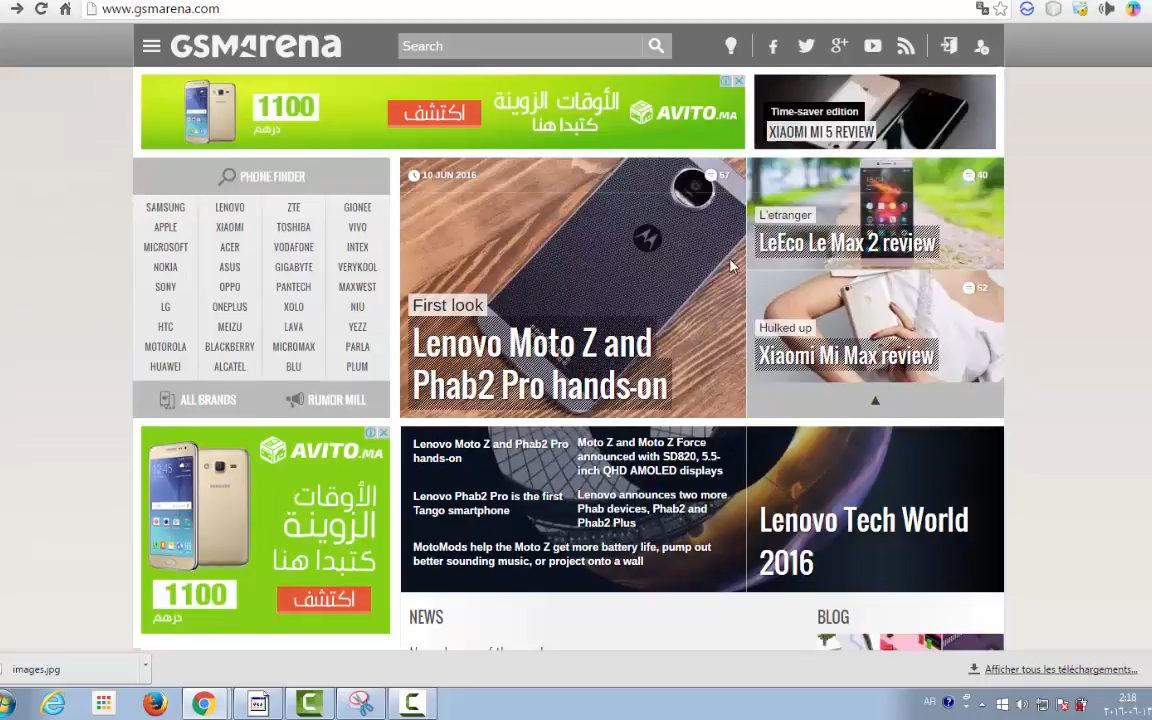 www.gsmarena.com
GSMArena
Search
1100
درهم
اكتشف
الأوقات الزوينة
كتبدا هنا
AVITO.MA
Time-saver edition
XIAOMI MI 5 REVIEW
PHONE FINDER
SAMSUNG LENOVO ZTE GIONEE
APPLE XIAOMI TOSHIBA VIVO
MICROSOFT ACER VODAFONE INTEX
NOKIA ASUS GIGABYTE VERYKOOL
SONY OPPO PANTECH MAXWEST
LG ONEPLUS XOLO NIU
HTC MEIZU LAVA YEZZ
MOTOROLA BLACKBERRY MICROMAX PARLA
HUAWEI ALCATEL BLU PLUM
ALL BRANDS RUMOR MILL
10 JUN 2016
57
First look
Lenovo Moto Z and
Phab2 Pro hands-on
40
L'etranger
LeEco Le Max 2 review
52
Hulked up
Xiaomi Mi Max review
AVITO.MA
الأوقات
الزوينة
كتبدا هنا
1100
درهم
اكتشف
Lenovo Moto Z and Phab2 Pro
hands-on
Moto Z and Moto Z Force
announced with SD820, 5.5-
inch QHD AMOLED displays
Lenovo Phab2 Pro is the first
Tango smartphone
Lenovo announces two more
Phab devices, Phab2 and
Phab2 Plus
MotoMods help the Moto Z get more battery life, pump out
better sounding music, or project onto a wall
Lenovo Tech World
2016
NEWS
BLOG
images.jpg
Afficher tous les téléchargements...
AR
2:18